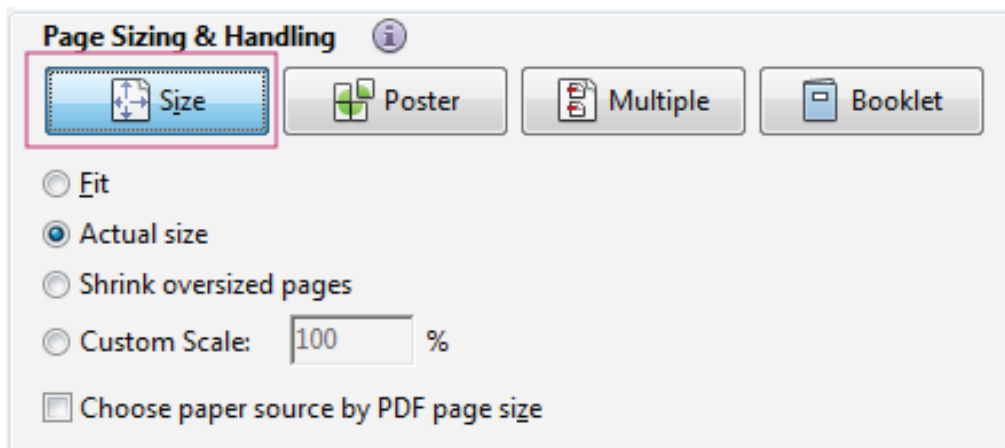 Page Sizing & Handling
Size Poster Multiple Booklet
Fit
Actual size
Shrink oversized pages
Custom Scale: 100 %
Choose paper source by PDF page size